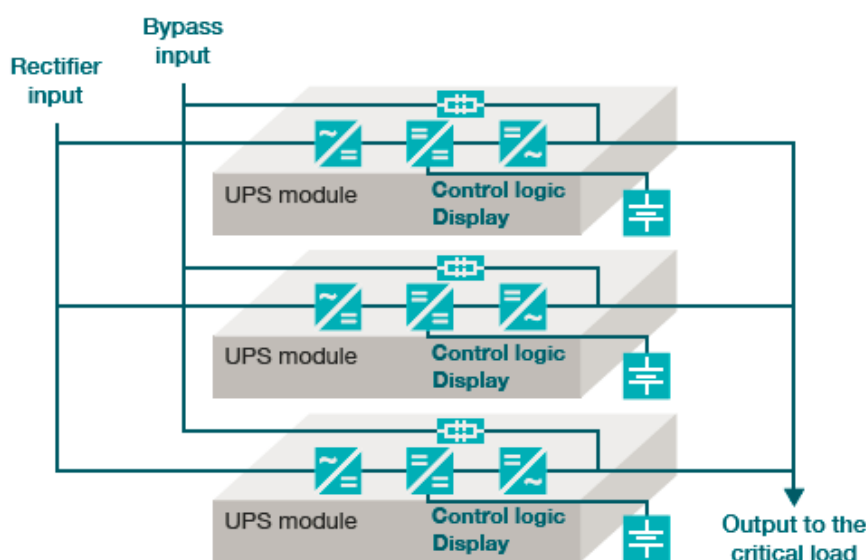 Bypass
input
Rectifier
input
UPS module
Control logic
Display
UPS module
Control logic
Display
UPS module
Control logic
Display
Output to the
critical load